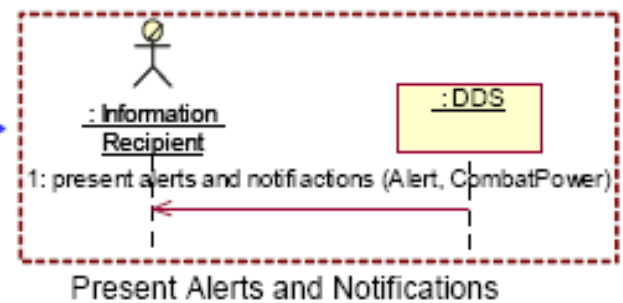 : Information
Recipient
: DDS
1: present alerts and notifiactions (Alert, CombatPower)
Present Alerts and Notifications